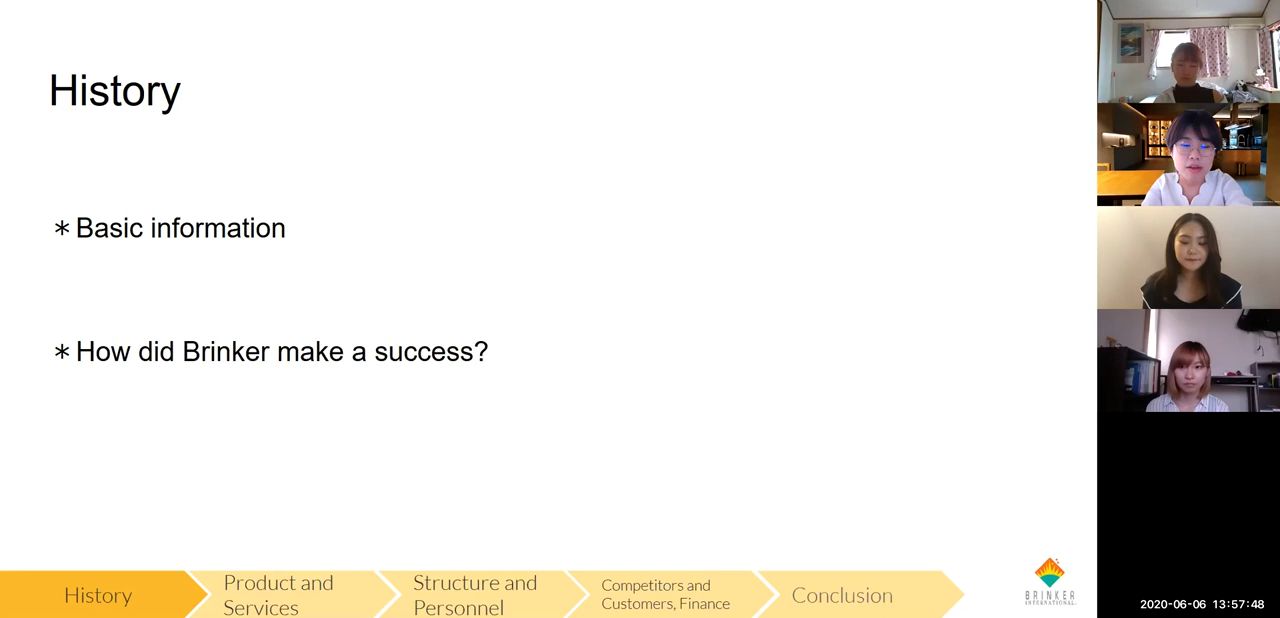 History
＊Basic information
＊How did Brinker make a success?
History
Product and
Services
Structure and
Personnel
Competitors and
Customers, Finance
Conclusion
BRINKER
INTERNATIONAL.
2020-06-06 13:57:48